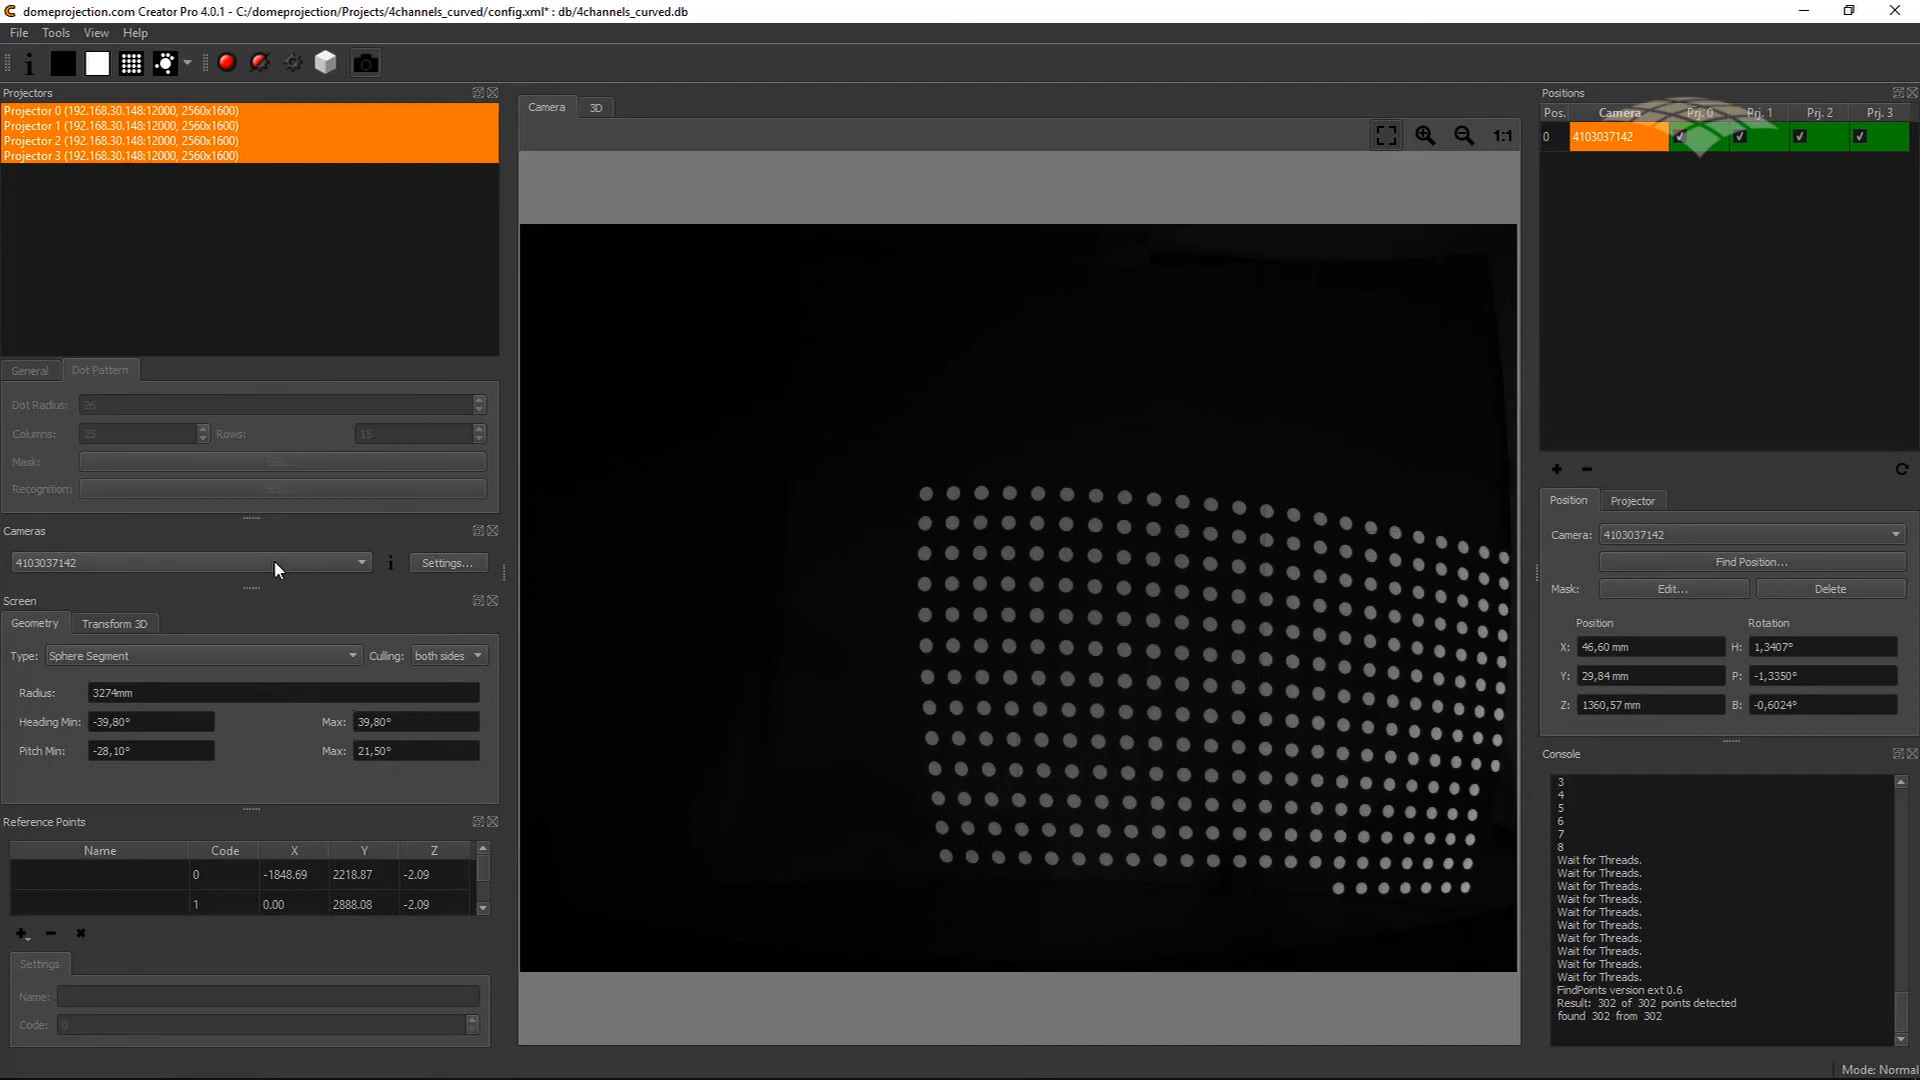 domeprojection.com Creator Pro 4.0.1 - C:/domeprojection/Projects/4channels_curved/config.xml* : db/4channels_curved.db
File Tools View Help
Projectors
Projector 0 (192.168.30.148:12000, 2560x1600)
Projector 1 (192.168.30.148:12000, 2560x1600)
Projector 2 (192.168.30.148:12000, 2560x1600)
Projector 3 (192.168.30.148:12000, 2560x1600)
General Dot Pattern
Dot Radius: 26
Columns: 25 Rows: 15
Mask: Edit...
Recognition: Edit...
Cameras
4103037142 i Settings...
Screen
Geometry Transform 3D
Type: Sphere Segment Culling: both sides
Radius: 3274mm
Heading Min: -39,80° Max: 39,80°
Pitch Min: -28,10° Max: 21,50°
Reference Points
Name Code X Y Z
0 -1848.69 2218.87 -2.09
1 0.00 2888.08 -2.09
Settings
Name:
Code: 0
Camera 3D
1:1
Positions
Pos. Camera Prj. 0 Prj. 1 Prj. 2 Prj. 3
0 4103037142
Position Projector
Camera: 4103037142
Find Position...
Mask: Edit... Delete
Position Rotation
X: 46,60 mm H: 1,3407°
Y: 29,84 mm P: -1,3350°
Z: 1360,57 mm B: -0,6024°
Console
3
4
5
6
7
8
Wait for Threads.
Wait for Threads.
Wait for Threads.
Wait for Threads.
Wait for Threads.
Wait for Threads.
Wait for Threads.
Wait for Threads.
Wait for Threads.
Wait for Threads.
FindPoints version ext 0.6
Result: 302 of 302 points detected
found 302 from 302
Mode: Normal